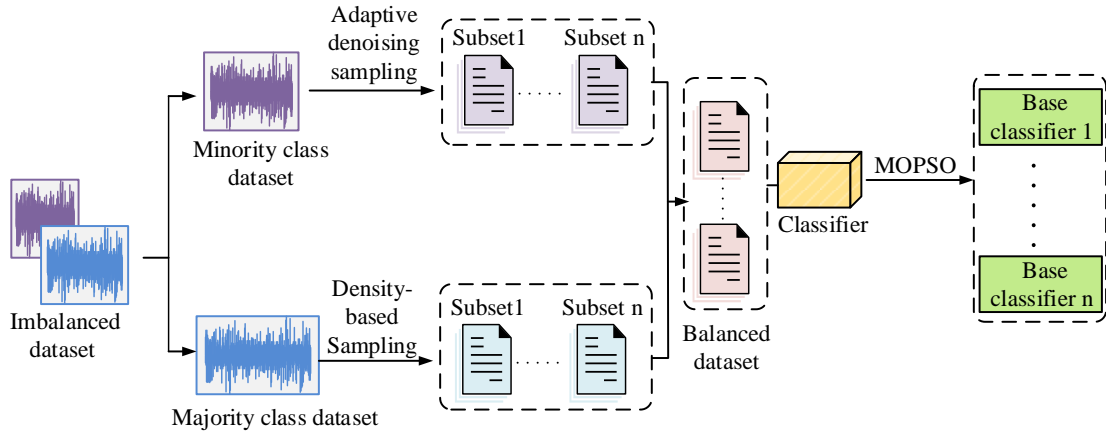 Adaptive
denoising
sampling
Subset1
Subset n
Minority class
dataset
Imbalanced
dataset
Density-
based
Sampling
Subset1
Subset n
Majority class dataset
Balanced
dataset
Classifier
MOPSO
Base
classifier 1
Base
classifier n